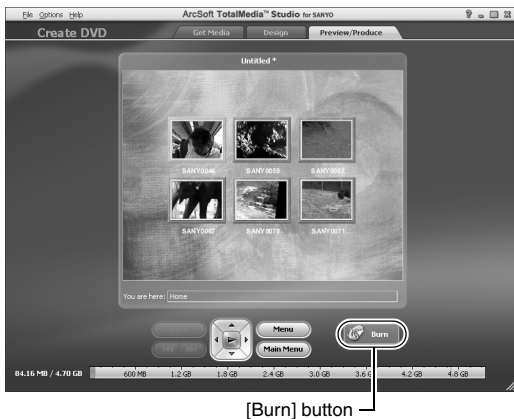 File Options Help
ArcSoft TotalMedia™ Studio for SANYO
Create DVD
Get Media
Design
Preview/Produce
Untitled *
SANY0046
SANY0059
SANY0062
SANY0067
SANY0070
SANY0071
You are here: Home
Menu
Main Menu
Burn
84.16 MB / 4.70 GB
600 MB
1.2 GB
1.8 GB
2.4 GB
3.0 GB
3.6
4.2 GB
4.8 GB
[Burn] button